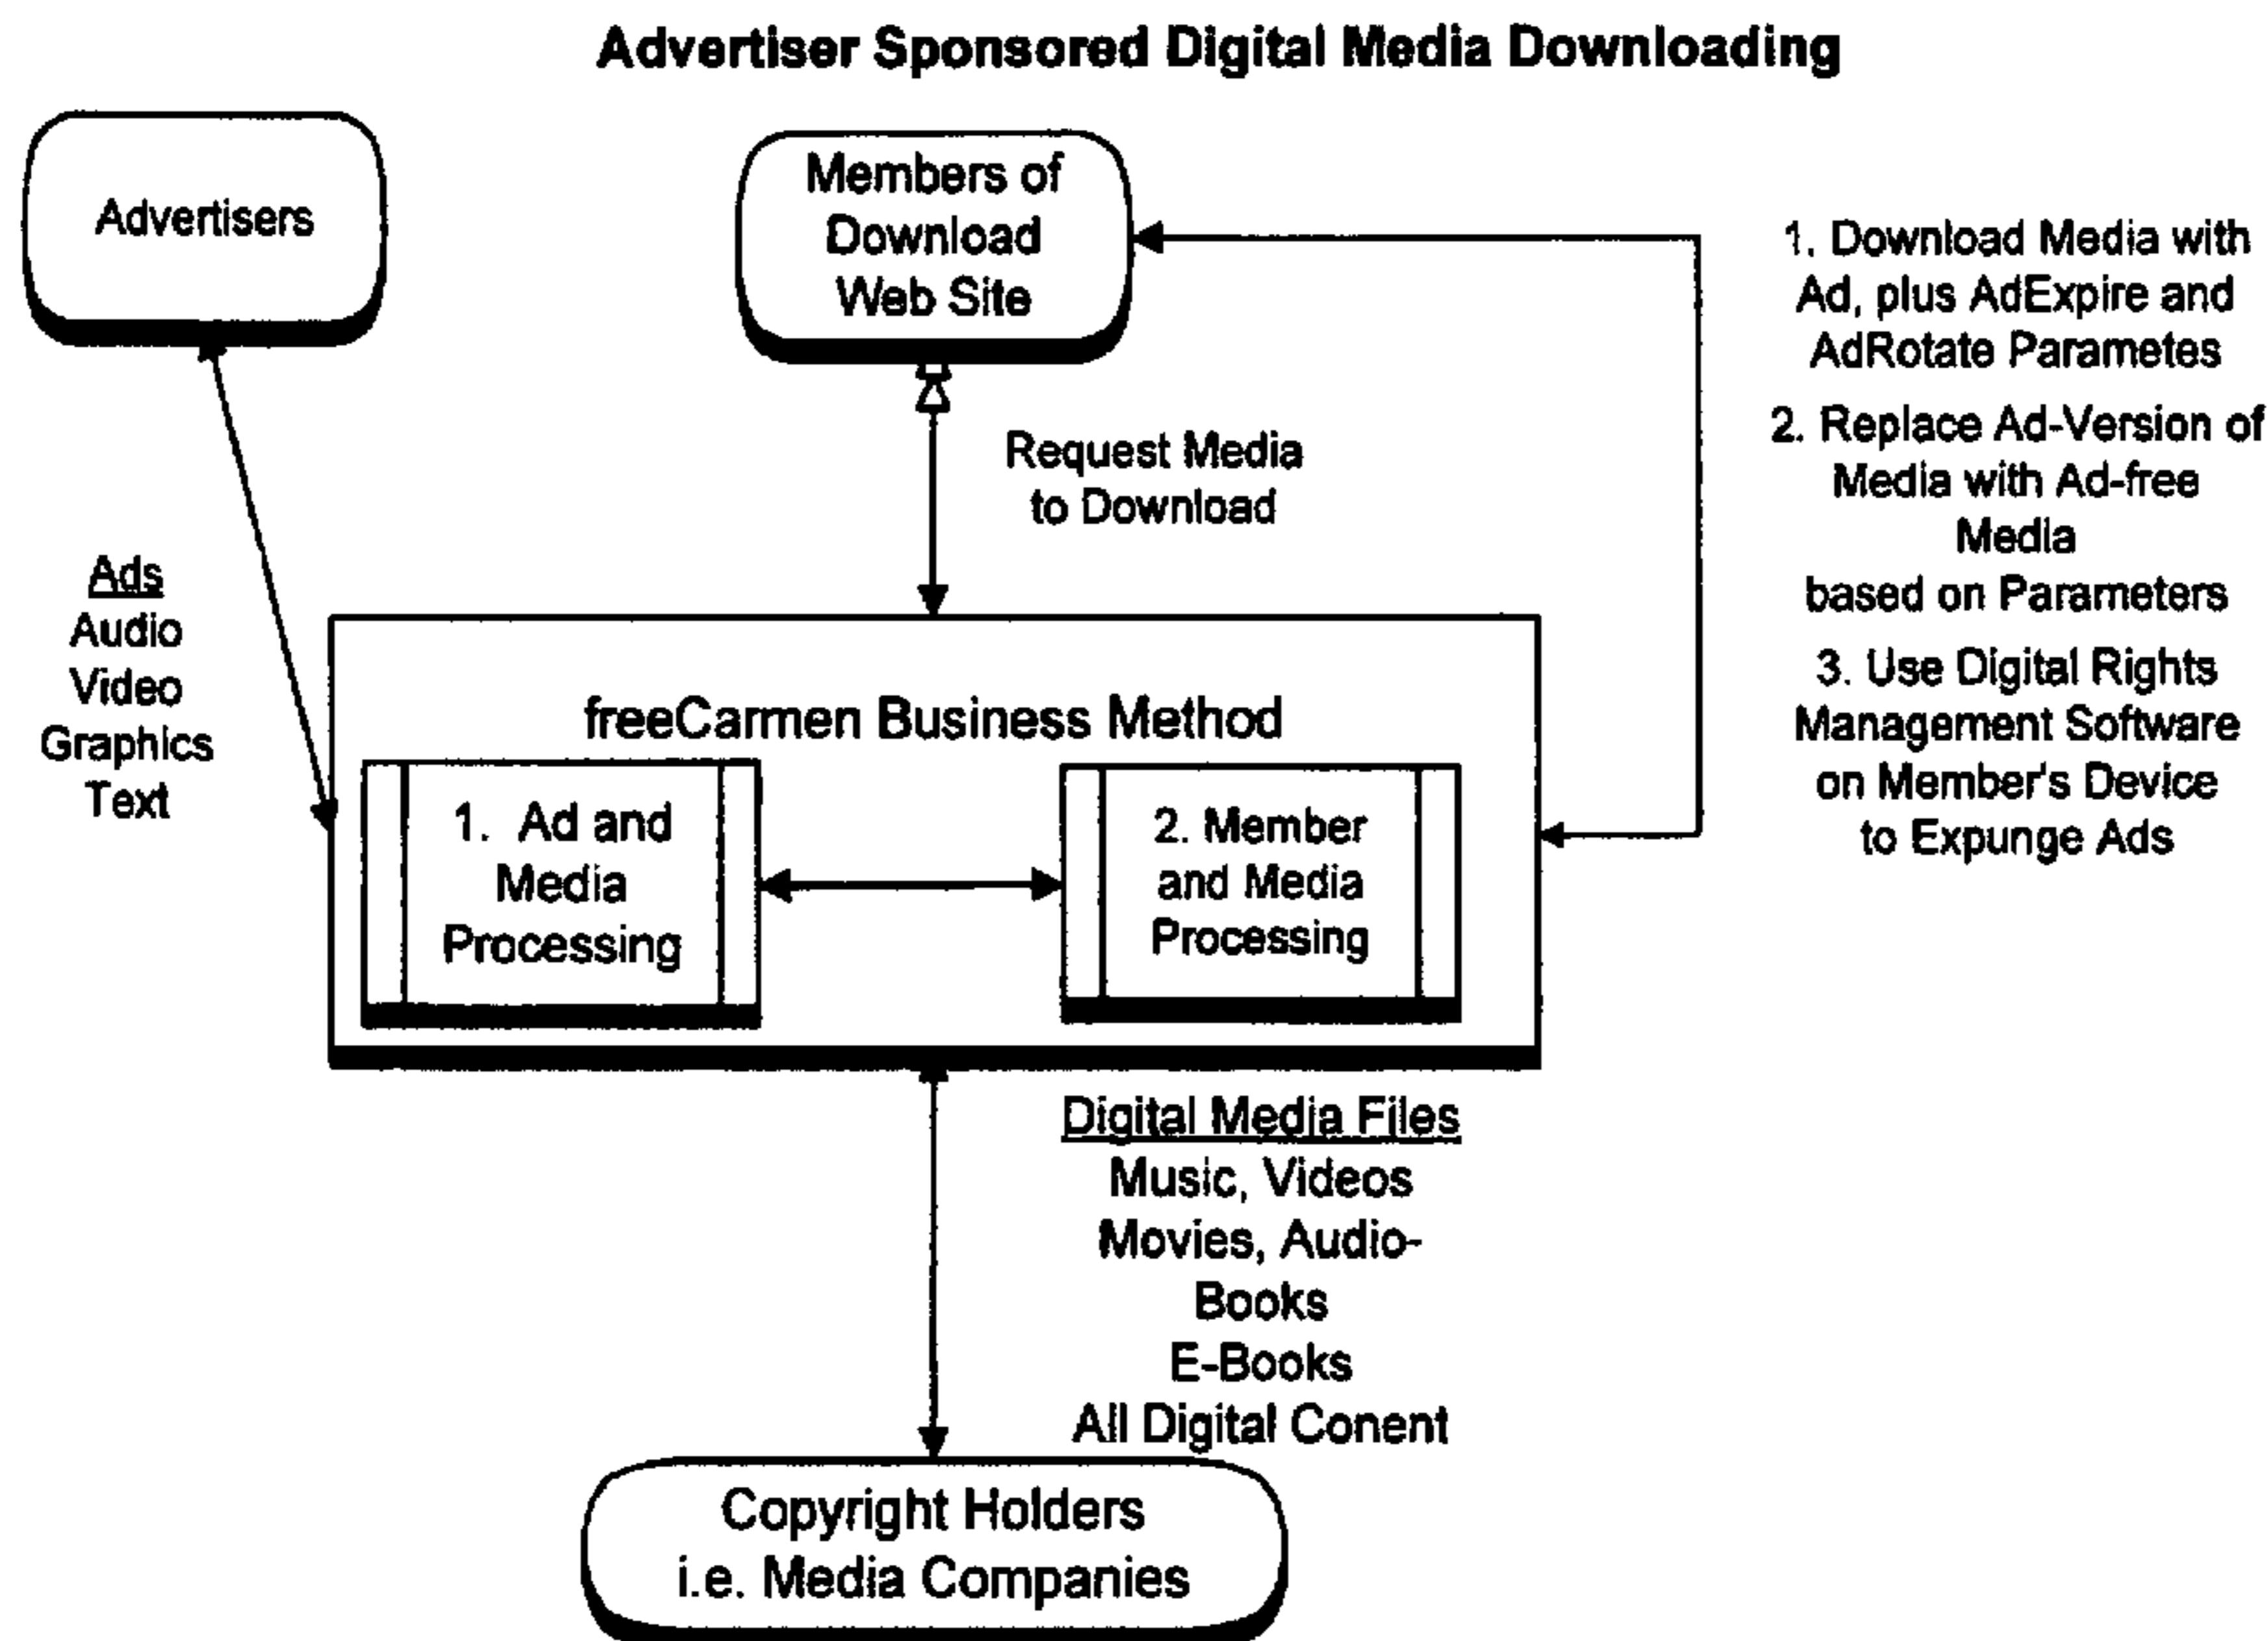 Advertiser Sponsored Digital Media Downloading
Advertisers
Members of
Download
Web Site
1. Download Media with
Ad, plus AdExpire and
AdRotate Parametes
2. Replace Ad-Version of
Media with Ad-free
Media
based on Parameters
3. Use Digital Rights
Management Software
on Member's Device
to Expunge Ads
Request Media
to Download
Ads
Audio
Video
Graphics
Text
freeCarmen Business Method
1. Ad and
Media
Processing
2. Member
and Media
Processing
Digital Media Files
Music, Videos
Movies, Audio-
Books
E-Books
All Digital Conent
Copyright Holders
i.e. Media Companies